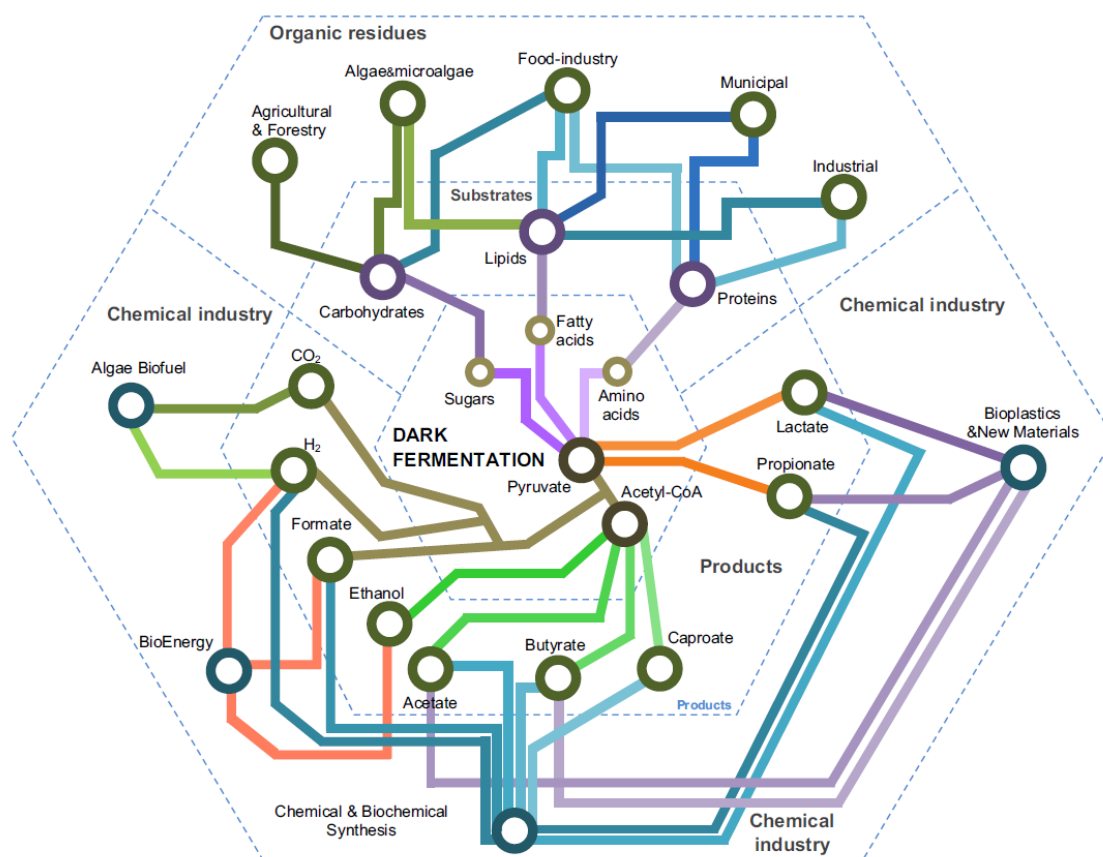 Organic residues
Food-industry
Algae&microalgae
Municipal
Agricultural
& Forestry
Industrial
Substrates
Lipids
Proteins
Carbohydrates
Chemical industry
Chemical industry
Fatty
acids
CO2
Algae Biofuel
Sugars
Amino
acids
Bioplastics
&New Materials
Lactate
DARK
FERMENTATION
H2
Pyruvate
Propionate
Acetyl-CoA
Formate
Products
Ethanol
BioEnergy
Butyrate
Caproate
Acetate
Products
Chemical & Biochemical
Synthesis
Chemical
industry